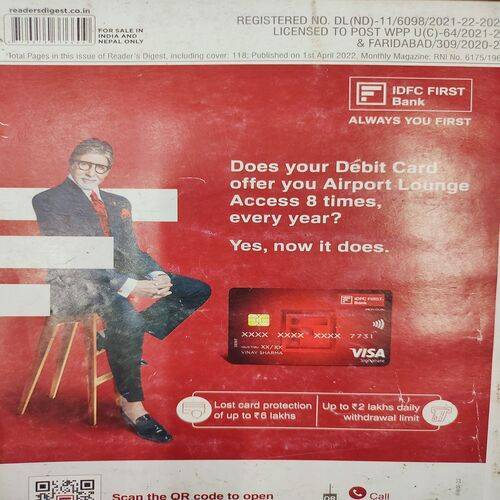 readersdigest.co.in
FOR SALE IN
INDIA AND
NEPAL ONLY
REGISTERED NO. DL(ND)-11/6098/2021-22-202
LICENSED TO POST WPP U(C)-64/2021-2
& FARIDABAD/309/2020-2
*Total Pages in this issue of Reader's Digest, including cover: 118; Published on 1st April 2022, Monthly Magazine: RNI No. 6175/196
IDFC FIRST
Bank
ALWAYS YOU FIRST
Does your Debit Card
offer you Airport Lounge
Access 8 times,
every year?
Yes, now it does.
IDFC FIRST
Bank
XXXX XXXX XXXX 7731
XX/XX
VINAY SHARMA
VISA
Signature
Lost card protection
of up to ₹6 lakhs
Up to ₹2 lakhs daily
withdrawal limit
Scan the QR code to open
OR
Call